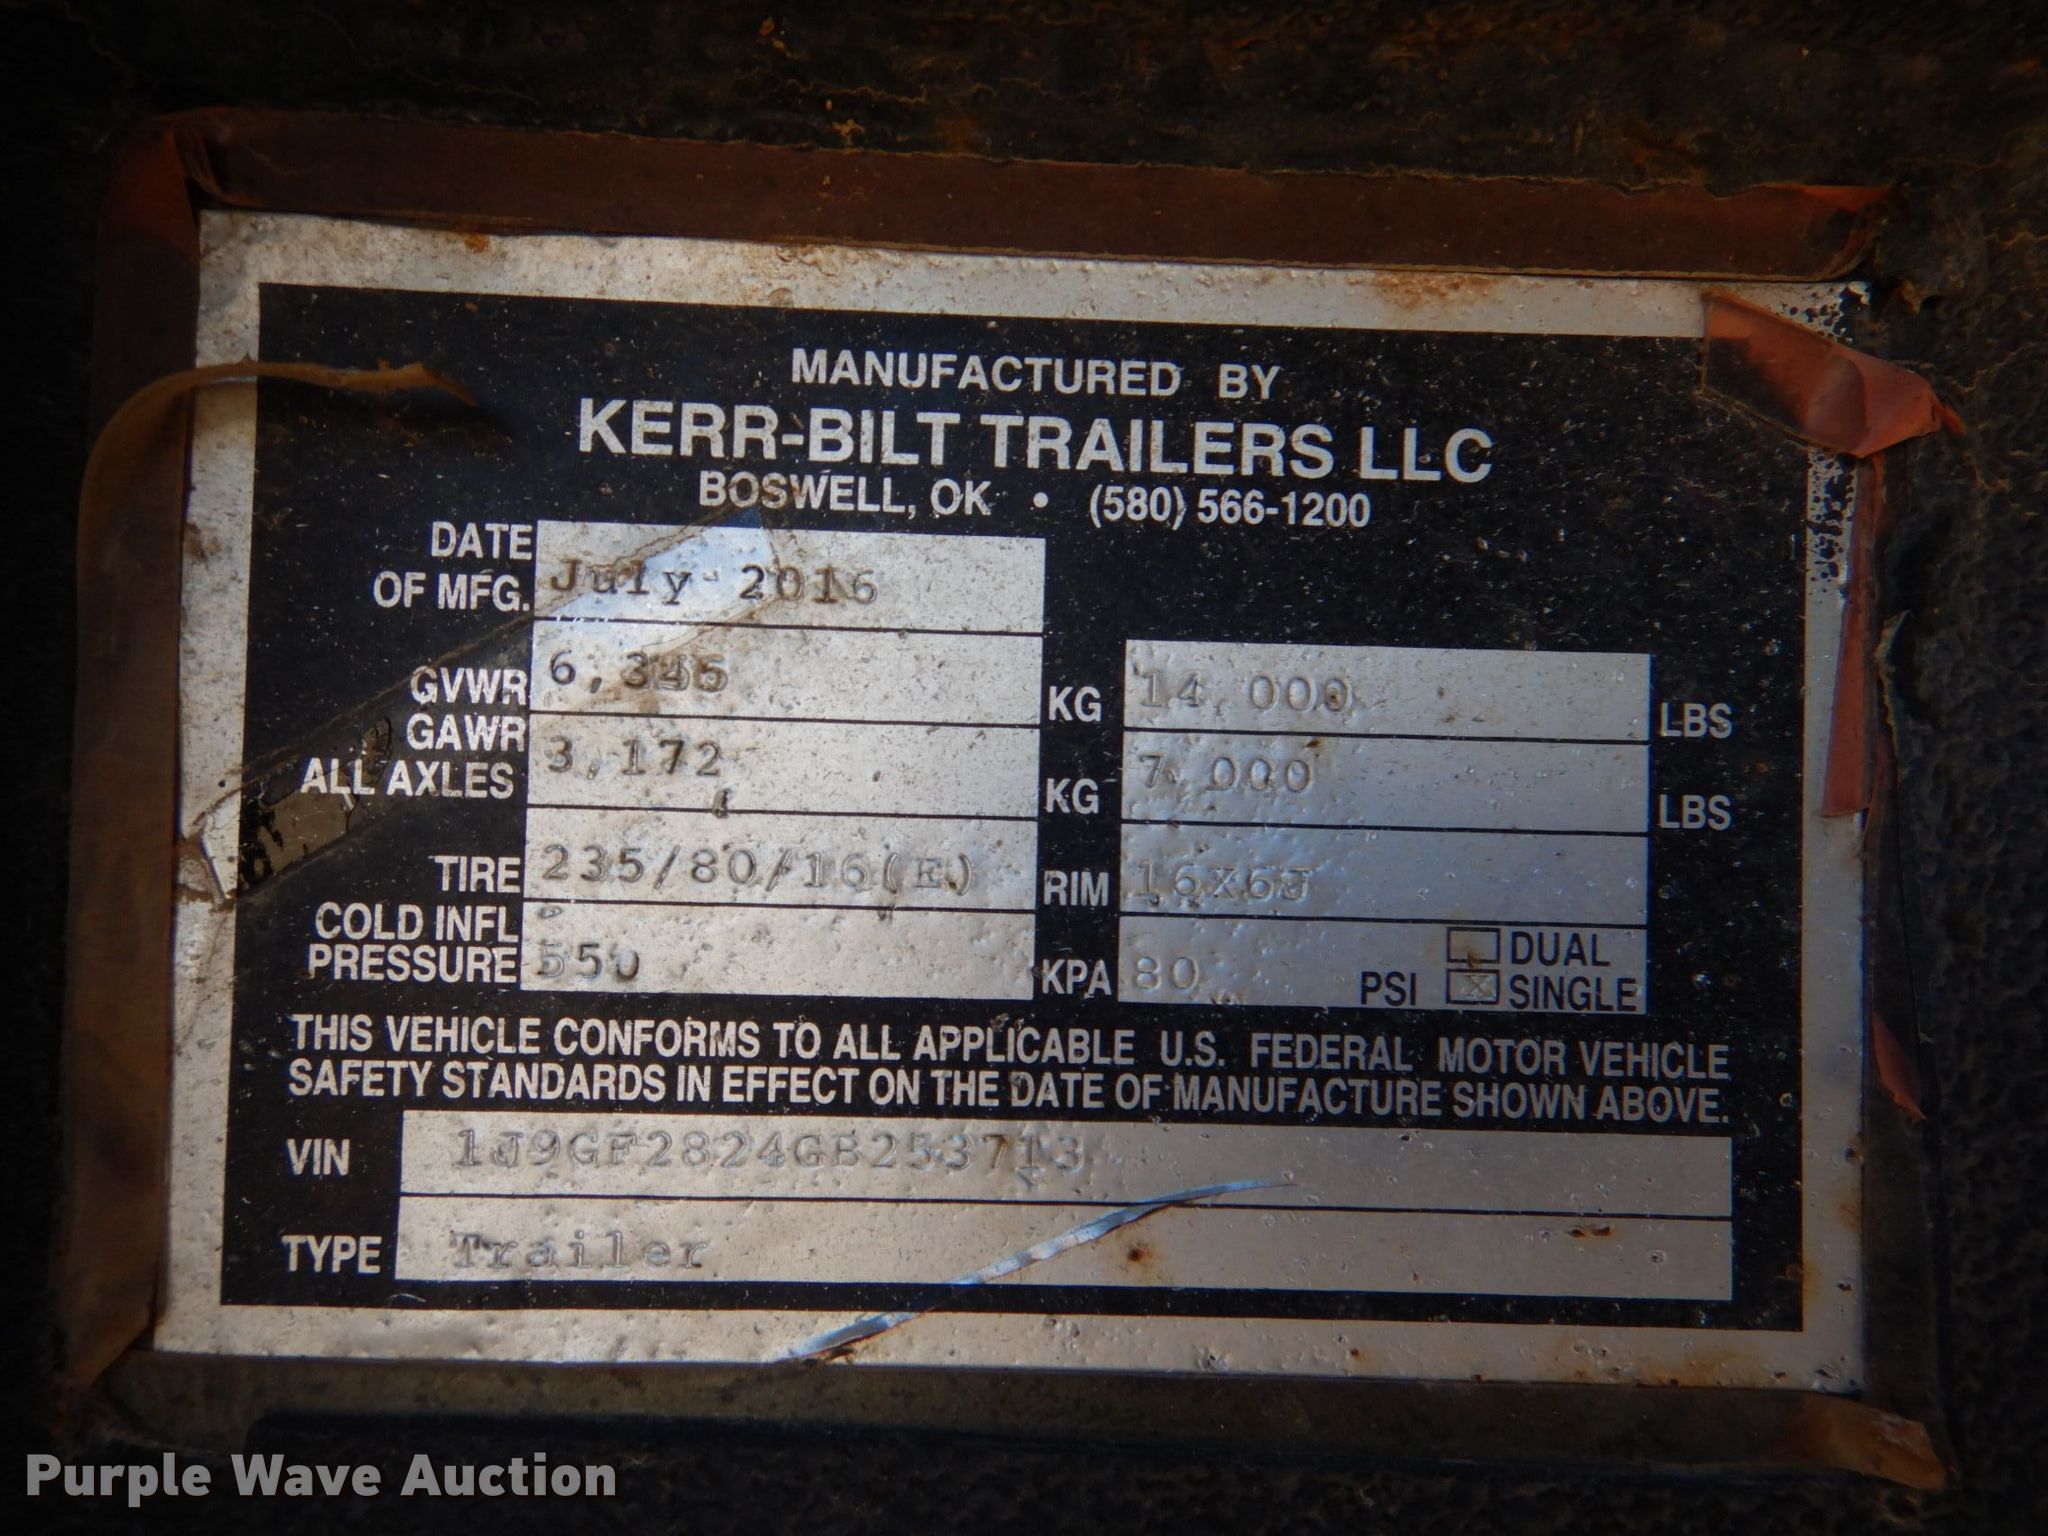 MANUFACTURED BY
KERR-BILT TRAILERS LLC
BOSWELL, OK • (580) 566-1200
DATE OF MFG. July 2016
GVWR 6,345 KG 14,000 LBS
GAWR ALL AXLES 3,172 KG 7,000 LBS
TIRE 235/80/16(E) RIM 16X6J
COLD INFL PRESSURE 550 KPA 80 PSI DUAL
X SINGLE
THIS VEHICLE CONFORMS TO ALL APPLICABLE U.S. FEDERAL MOTOR VEHICLE
SAFETY STANDARDS IN EFFECT ON THE DATE OF MANUFACTURE SHOWN ABOVE.
VIN 1J9GF2824GB253713
TYPE Trailer
Purple Wave Auction